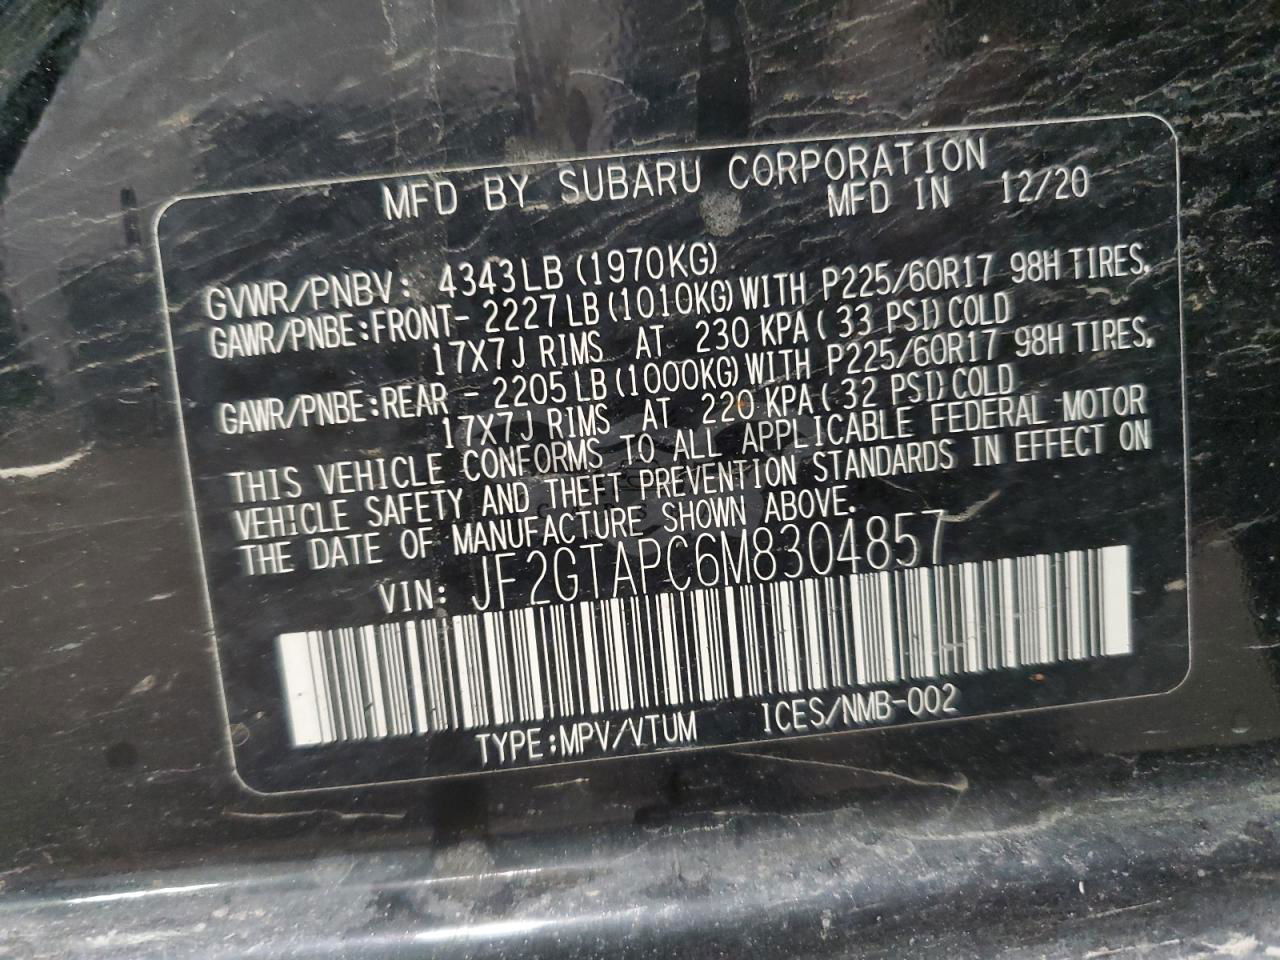 MFD BY SUBARU CORPORATION
MFD IN 12/20
GVWR/PNBV: 4343LB (1970KG)
GAWR/PNBE:FRONT- 2227LB (1010KG) WITH P225/60R17 98H TIRES,
17X7J RIMS AT 230 KPA ( 33 PSI) COLD
GAWR/PNBE:REAR - 2205LB (1000KG) WITH P225/60R17 98H TIRES,
17X7J RIMS AT 220 KPA ( 32 PSI) COLD
THIS VEHICLE CONFORMS TO ALL APPLICABLE FEDERAL MOTOR
VEHICLE SAFETY AND THEFT PREVENTION STANDARDS IN EFFECT ON
THE DATE OF MANUFACTURE SHOWN ABOVE.
VIN: JF2GTAPC6M8304857
TYPE:MPV/VTUM ICES/NMB-002